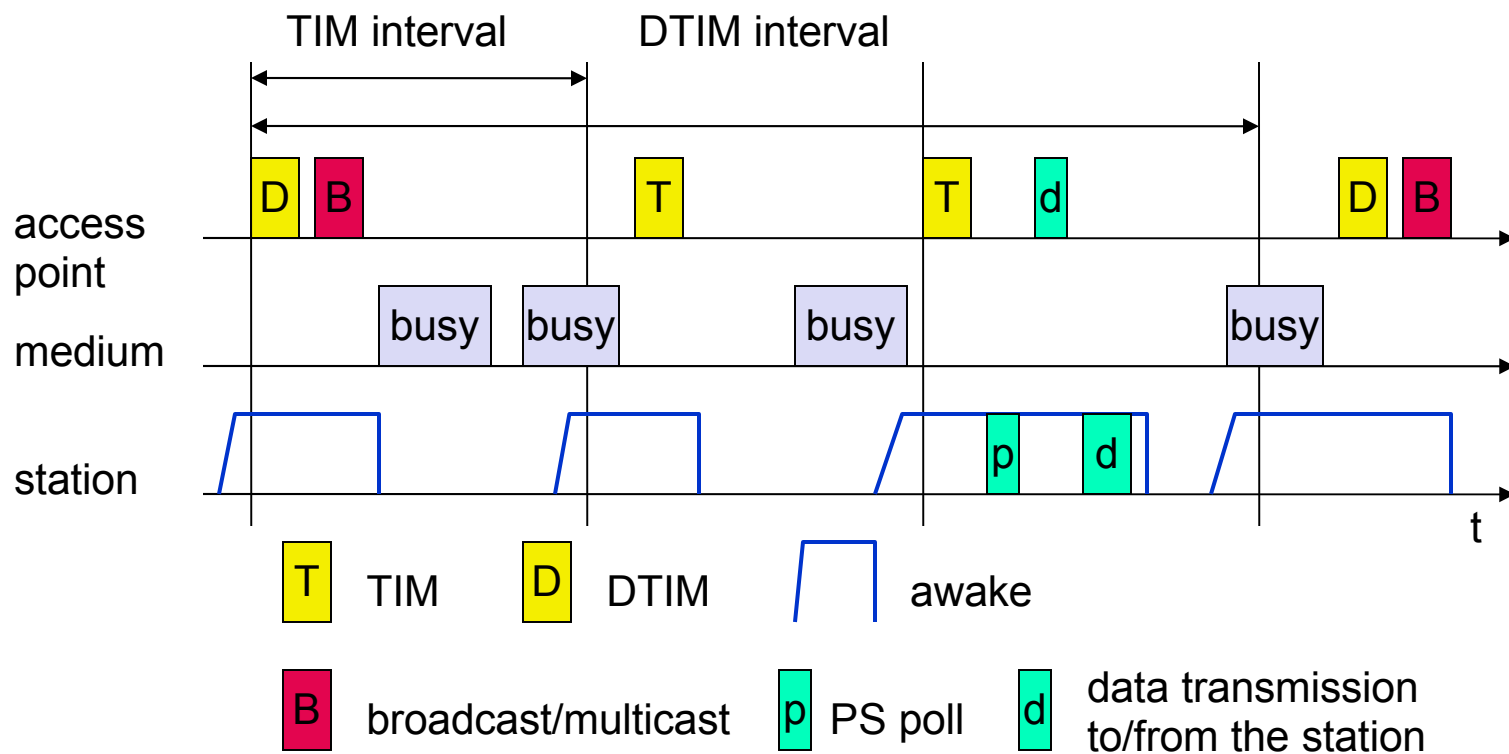 TIM interval DTIM interval
D B T T d D B
access
point
busy busy busy busy
medium
p d
station
t
T TIM D DTIM awake
B broadcast/multicast p PS poll d data transmission
to/from the station